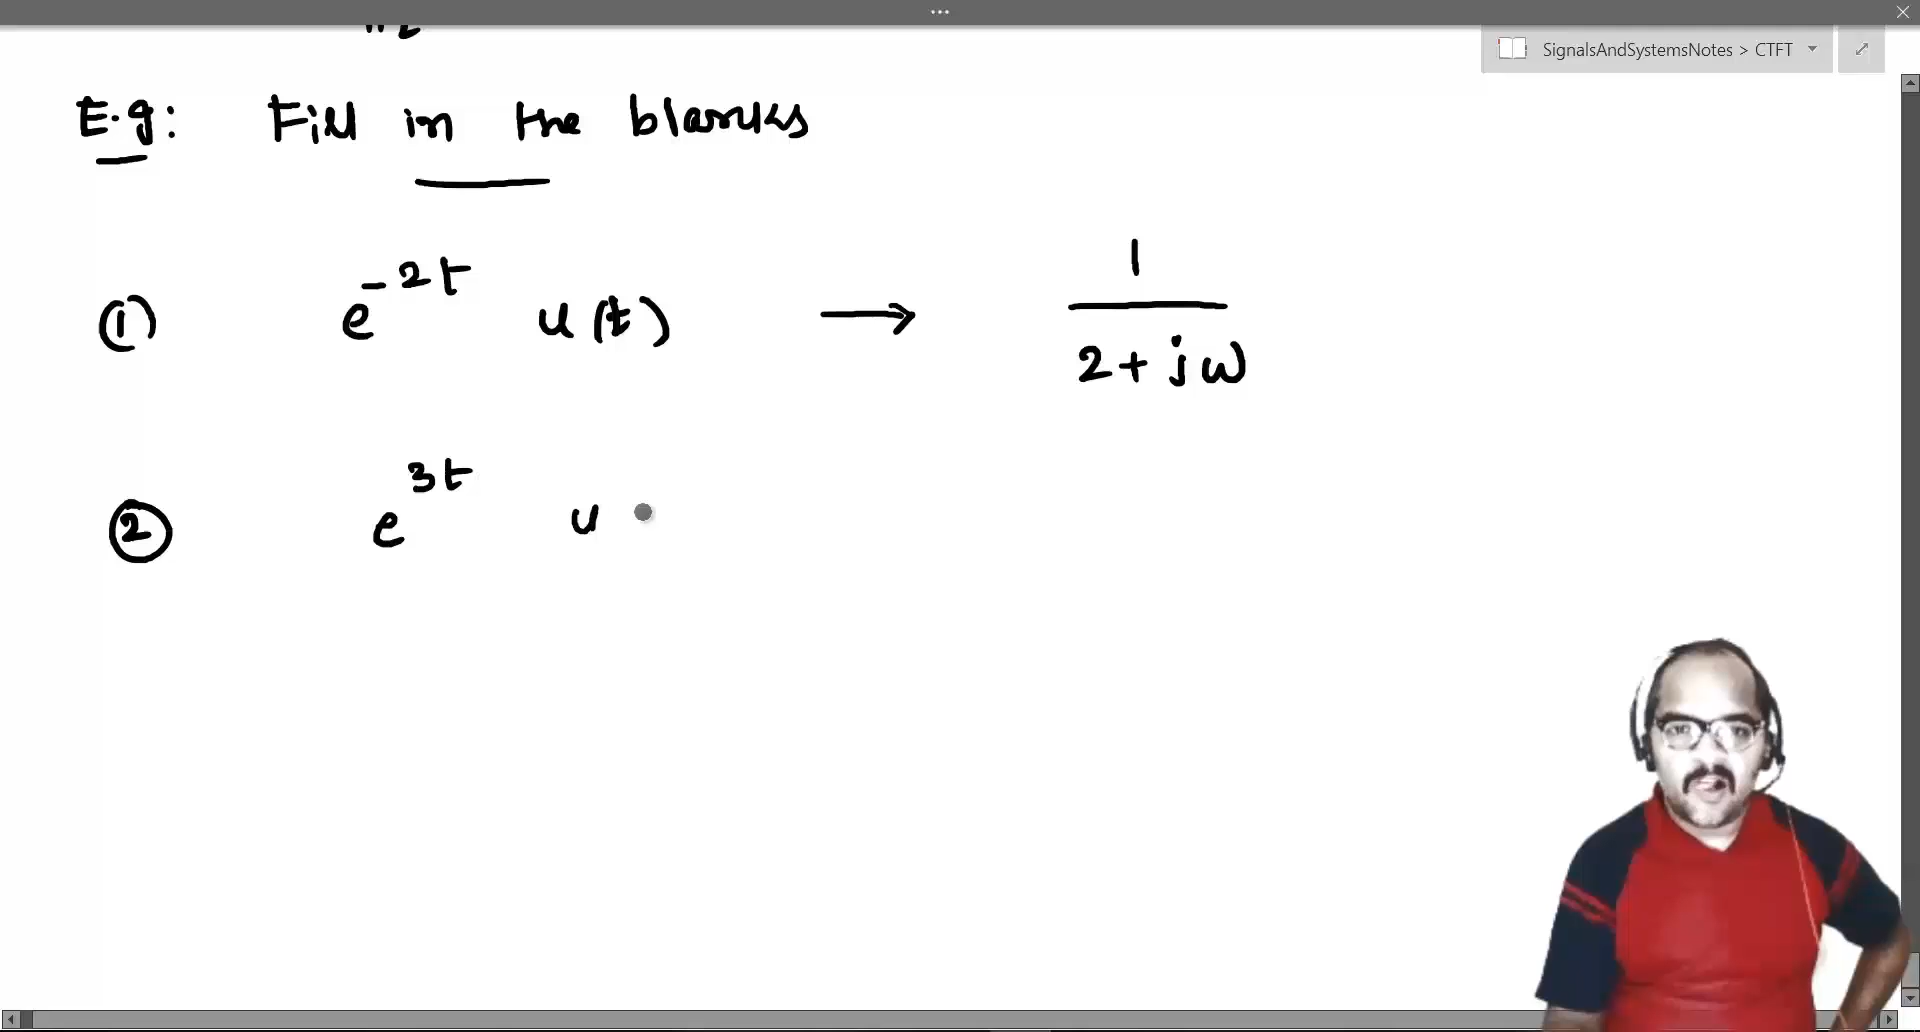 SignalsAndSystemsNotes > CTFT
E.g: Fill in the blanks
(1) e^-2t u(t) → 1/(2+jω)
(2) e^3t u